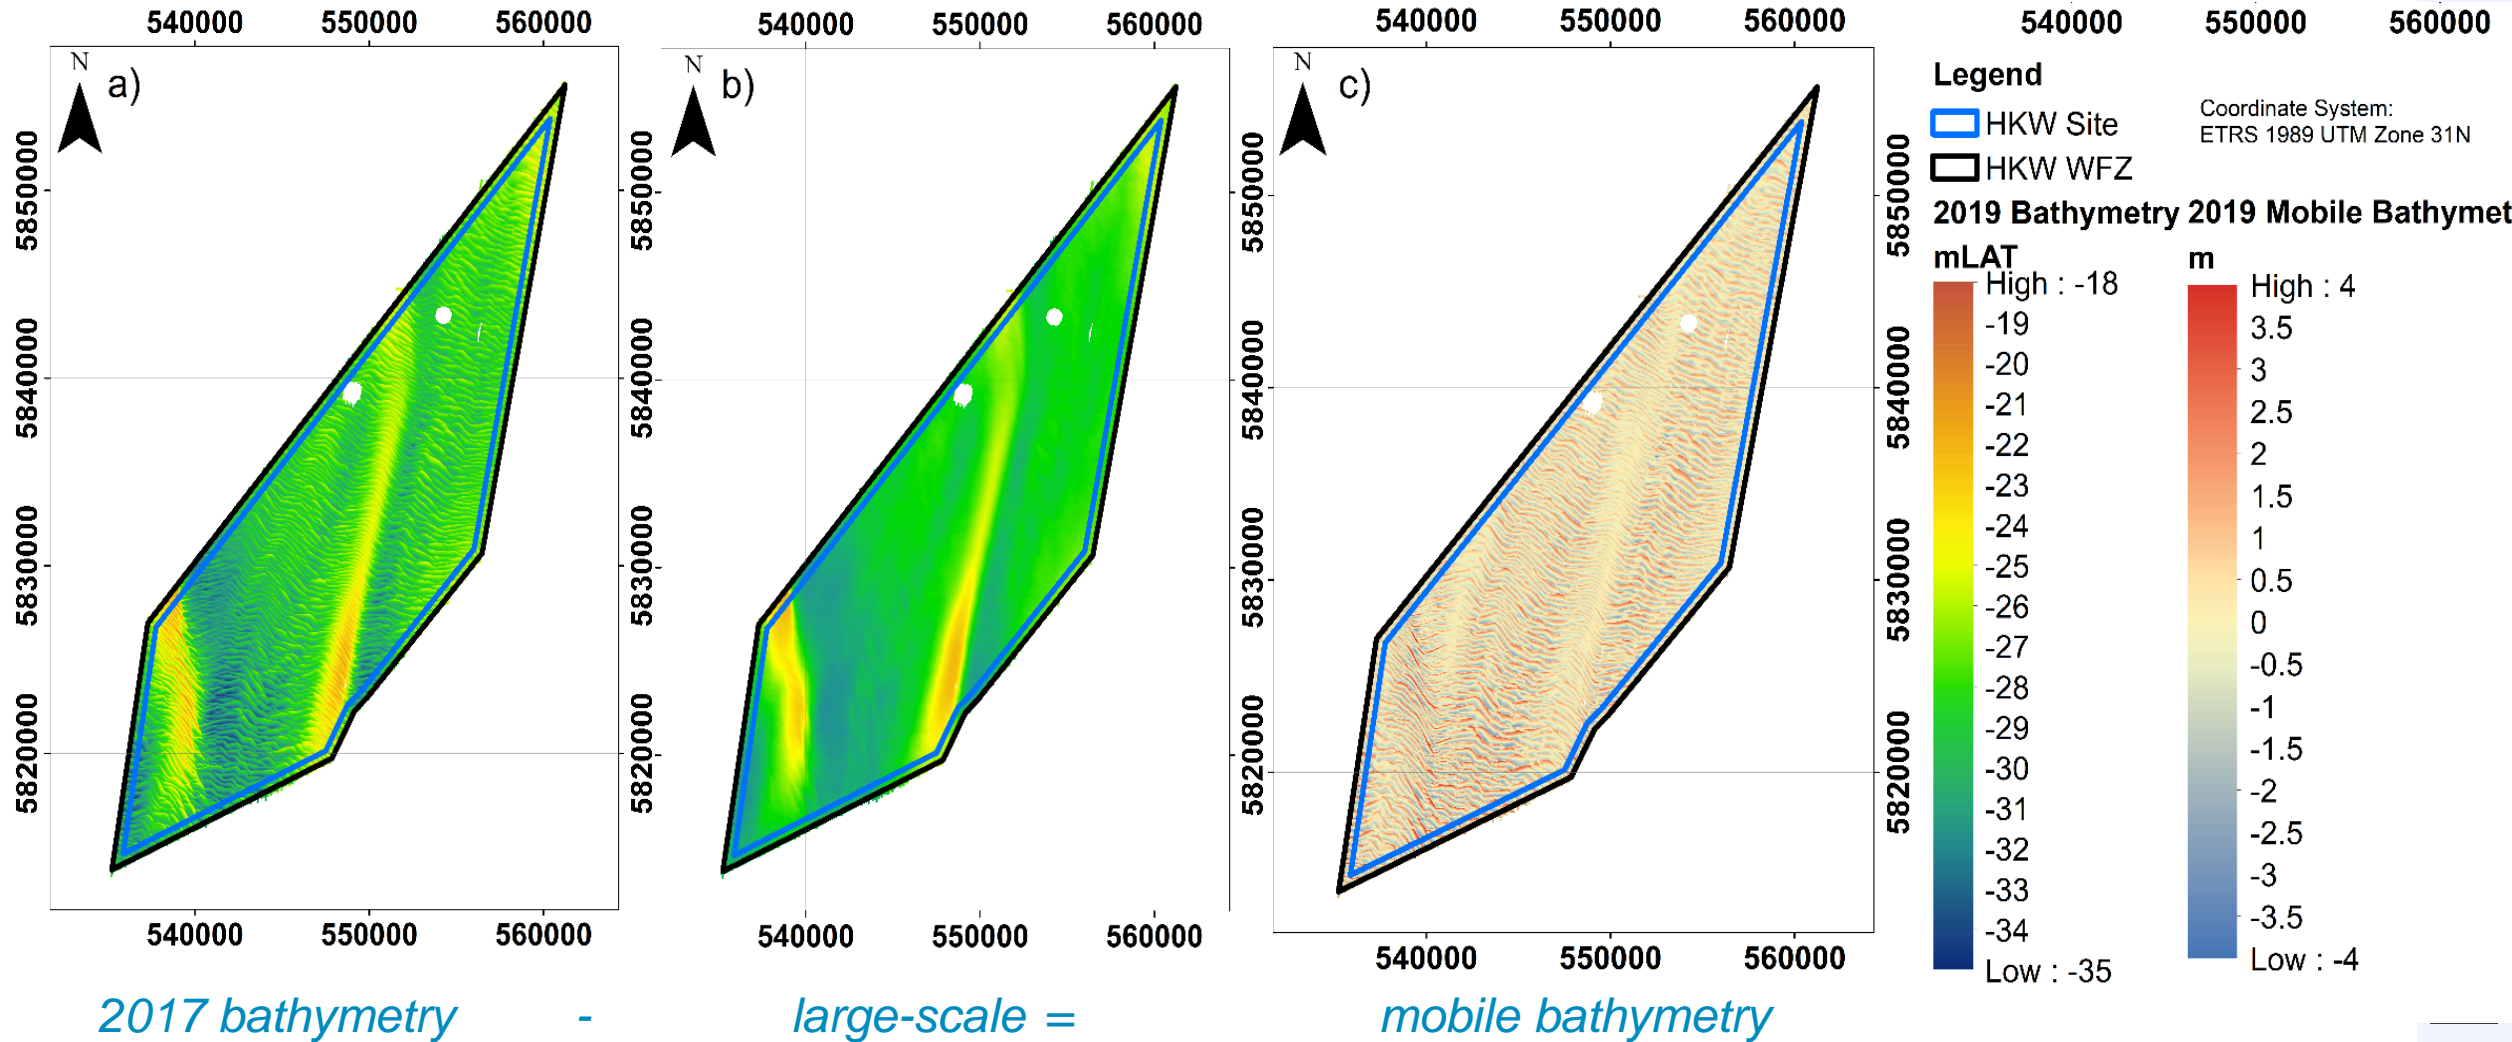 540000 550000 560000
540000 550000 560000
540000 550000 560000
540000 550000 560000
N
a)
5850000
5840000
5830000
5820000
540000 550000 560000
N
b)
5850000
5840000
5830000
5820000
540000 550000 560000
N
c)
5850000
5840000
5830000
5820000
540000 550000 560000
5850000
5840000
5830000
5820000
Legend
HKW Site
HKW WFZ
Coordinate System:
ETRS 1989 UTM Zone 31N
2019 Bathymetry
mLAT
High : -18
-19
-20
-21
-22
-23
-24
-25
-26
-27
-28
-29
-30
-31
-32
-33
-34
Low : -35
2019 Mobile Bathymet
m
High : 4
3.5
3
2.5
2
1.5
1
0.5
0
-0.5
-1
-1.5
-2
-2.5
-3
-3.5
Low : -4
2017 bathymetry - large-scale = mobile bathymetry